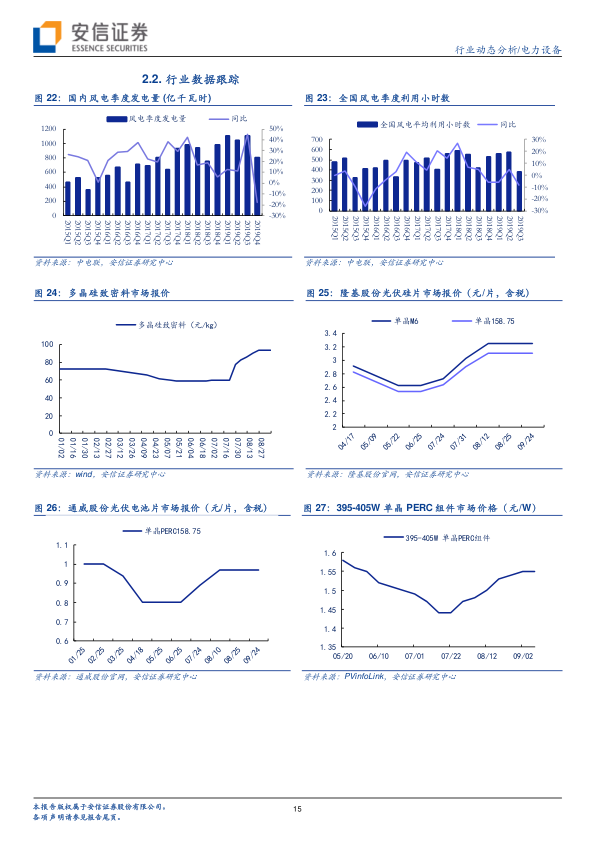 安信证券
ESSENCE SECURITIES
行业动态分析/电力设备
2.2. 行业数据跟踪
图 22：国内风电季度发电量(亿千瓦时)
风电季度发电量 同比
1200
1000
800
600
400
200
0
50%
40%
30%
20%
10%
0%
-10%
-20%
-30%
2015Q1
2015Q2
2015Q3
2015Q4
2016Q1
2016Q2
2016Q3
2016Q4
2017Q1
2017Q2
2017Q3
2017Q4
2018Q1
2018Q2
2018Q3
2018Q4
2019Q1
2019Q2
2019Q3
2019Q4
资料来源：中电联，安信证券研究中心
图 23：全国风电季度利用小时数
全国风电平均利用小时数 同比
700
600
500
400
300
200
100
0
30%
20%
10%
0%
-10%
-20%
-30%
2015Q1
2015Q2
2015Q3
2015Q4
2016Q1
2016Q2
2016Q3
2016Q4
2017Q1
2017Q2
2017Q3
2017Q4
2018Q1
2018Q2
2018Q3
2018Q4
2019Q1
2019Q2
2019Q3
资料来源：中电联，安信证券研究中心
图 24：多晶硅致密料市场报价
多晶硅致密料（元/kg）
100
80
60
40
20
0
01/02
01/16
01/30
02/13
02/27
03/12
03/26
04/09
04/23
05/07
05/21
06/04
06/18
07/02
07/16
07/30
08/13
08/27
资料来源：wind，安信证券研究中心
图 25：隆基股份光伏硅片市场报价（元/片，含税）
单晶M6 单晶158.75
3.4
3.2
3
2.8
2.6
2.4
2.2
2
04/17
05/09
05/22
06/25
07/24
07/31
08/12
08/25
09/24
资料来源：隆基股份官网，安信证券研究中心
图 26：通威股份光伏电池片市场报价（元/片，含税）
单晶PERC158.75
1.1
1
0.9
0.8
0.7
0.6
01/25
02/25
03/25
04/18
05/25
06/25
07/24
08/10
08/25
09/24
资料来源：通威股份官网，安信证券研究中心
图 27：395-405W 单晶 PERC 组件市场价格（元/W）
395-405W 单晶PERC组件
1.6
1.55
1.5
1.45
1.4
1.35
05/20
06/10
07/01
07/22
08/12
09/02
资料来源：PVinfoLink，安信证券研究中心
本报告版权属于安信证券股份有限公司。
各项声明请参见报告尾页。
15